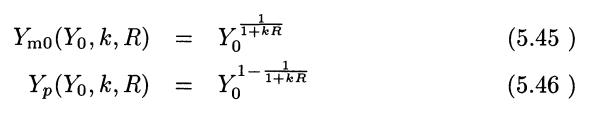 Y_{m0}(Y_0, k, R) = Y_0^{\frac{1}{1+kR}} (5.45 )
Y_p(Y_0, k, R) = Y_0^{1-\frac{1}{1+kR}} (5.46 )